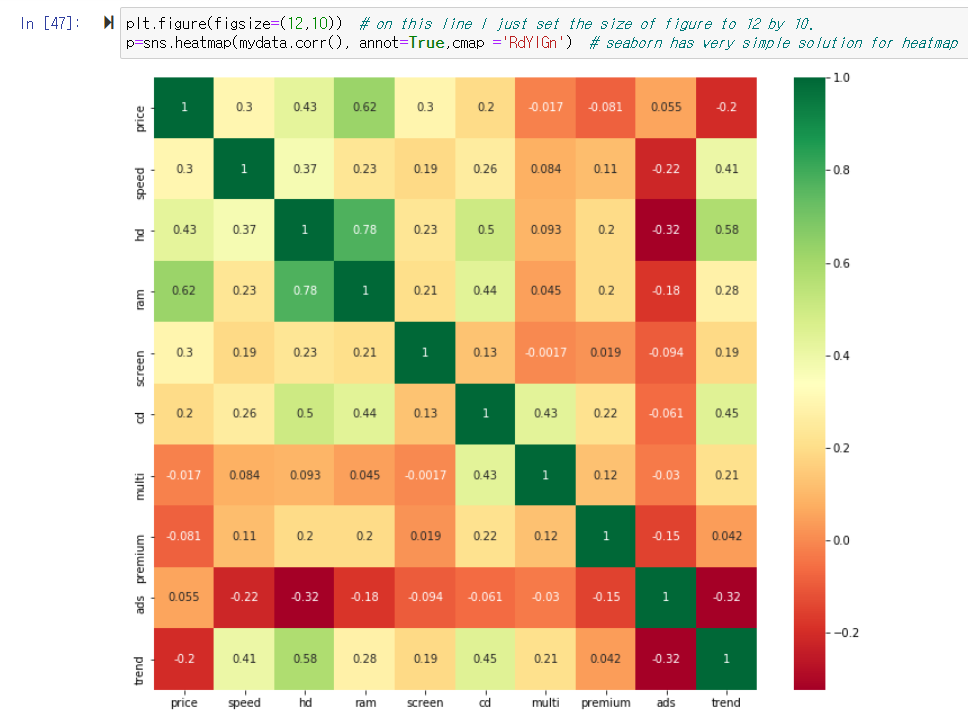 In [47]:
plt.figure(figsize=(12,10))  # on this line I just set the size of figure to 12 by 10.
p=sns.heatmap(mydata.corr(), annot=True,cmap ='RdYlGn')  # seaborn has very simple solution for heatmap
price 1 0.3 0.43 0.62 0.3 0.2 -0.017 -0.081 0.055 -0.2
speed 0.3 1 0.37 0.23 0.19 0.26 0.084 0.11 -0.22 0.41
hd 0.43 0.37 1 0.78 0.23 0.5 0.093 0.2 -0.32 0.58
ram 0.62 0.23 0.78 1 0.21 0.44 0.045 0.2 -0.18 0.28
screen 0.3 0.19 0.23 0.21 1 0.13 -0.0017 0.019 -0.094 0.19
cd 0.2 0.26 0.5 0.44 0.13 1 0.43 0.22 -0.061 0.45
multi -0.017 0.084 0.093 0.045 -0.0017 0.43 1 0.12 -0.03 0.21
premium -0.081 0.11 0.2 0.2 0.019 0.22 0.12 1 -0.15 0.042
ads 0.055 -0.22 -0.32 -0.18 -0.094 -0.061 -0.03 -0.15 1 -0.32
trend -0.2 0.41 0.58 0.28 0.19 0.45 0.21 0.042 -0.32 1
price speed hd ram screen cd multi premium ads trend
1.0
0.8
0.6
0.4
0.2
0.0
−0.2